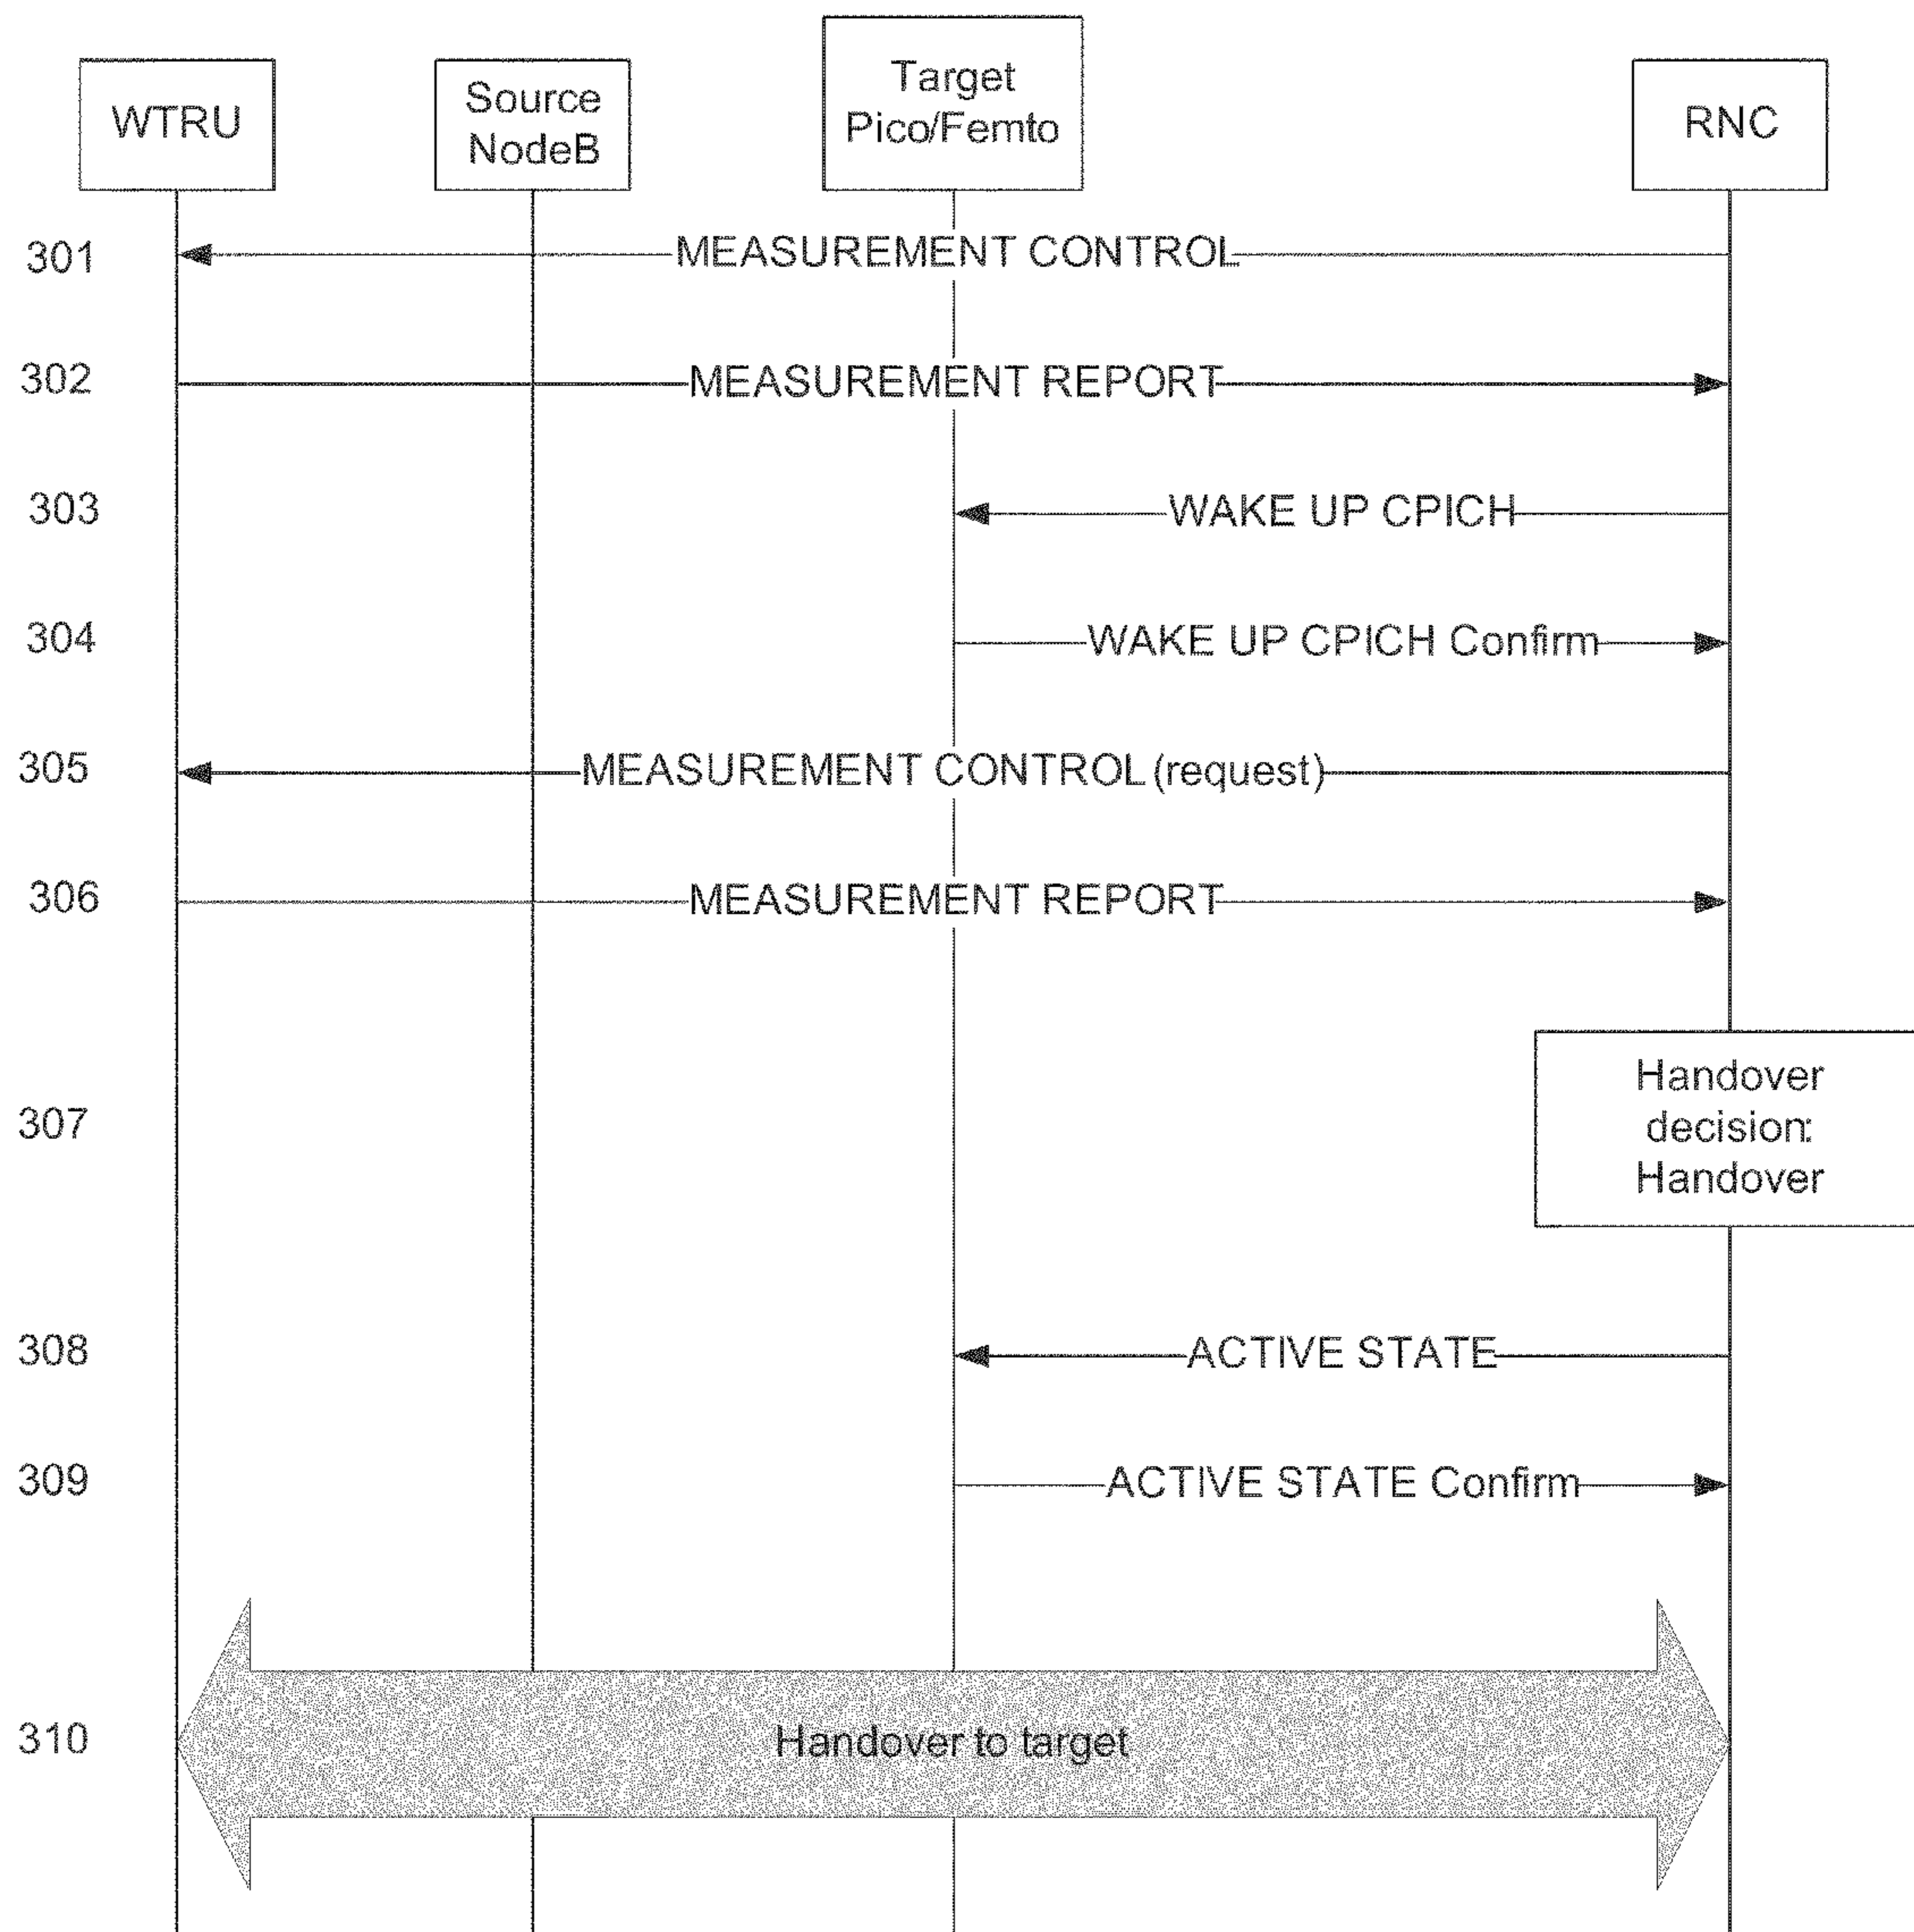 WTRU
Source
NodeB
Target
Pico/Femto
RNC
301
MEASUREMENT CONTROL
302
MEASUREMENT REPORT
303
WAKE UP CPICH
304
WAKE UP CPICH Confirm
305
MEASUREMENT CONTROL (request)
306
MEASUREMENT REPORT
307
Handover
decision:
Handover
308
ACTIVE STATE
309
ACTIVE STATE Confirm
310
Handover to target